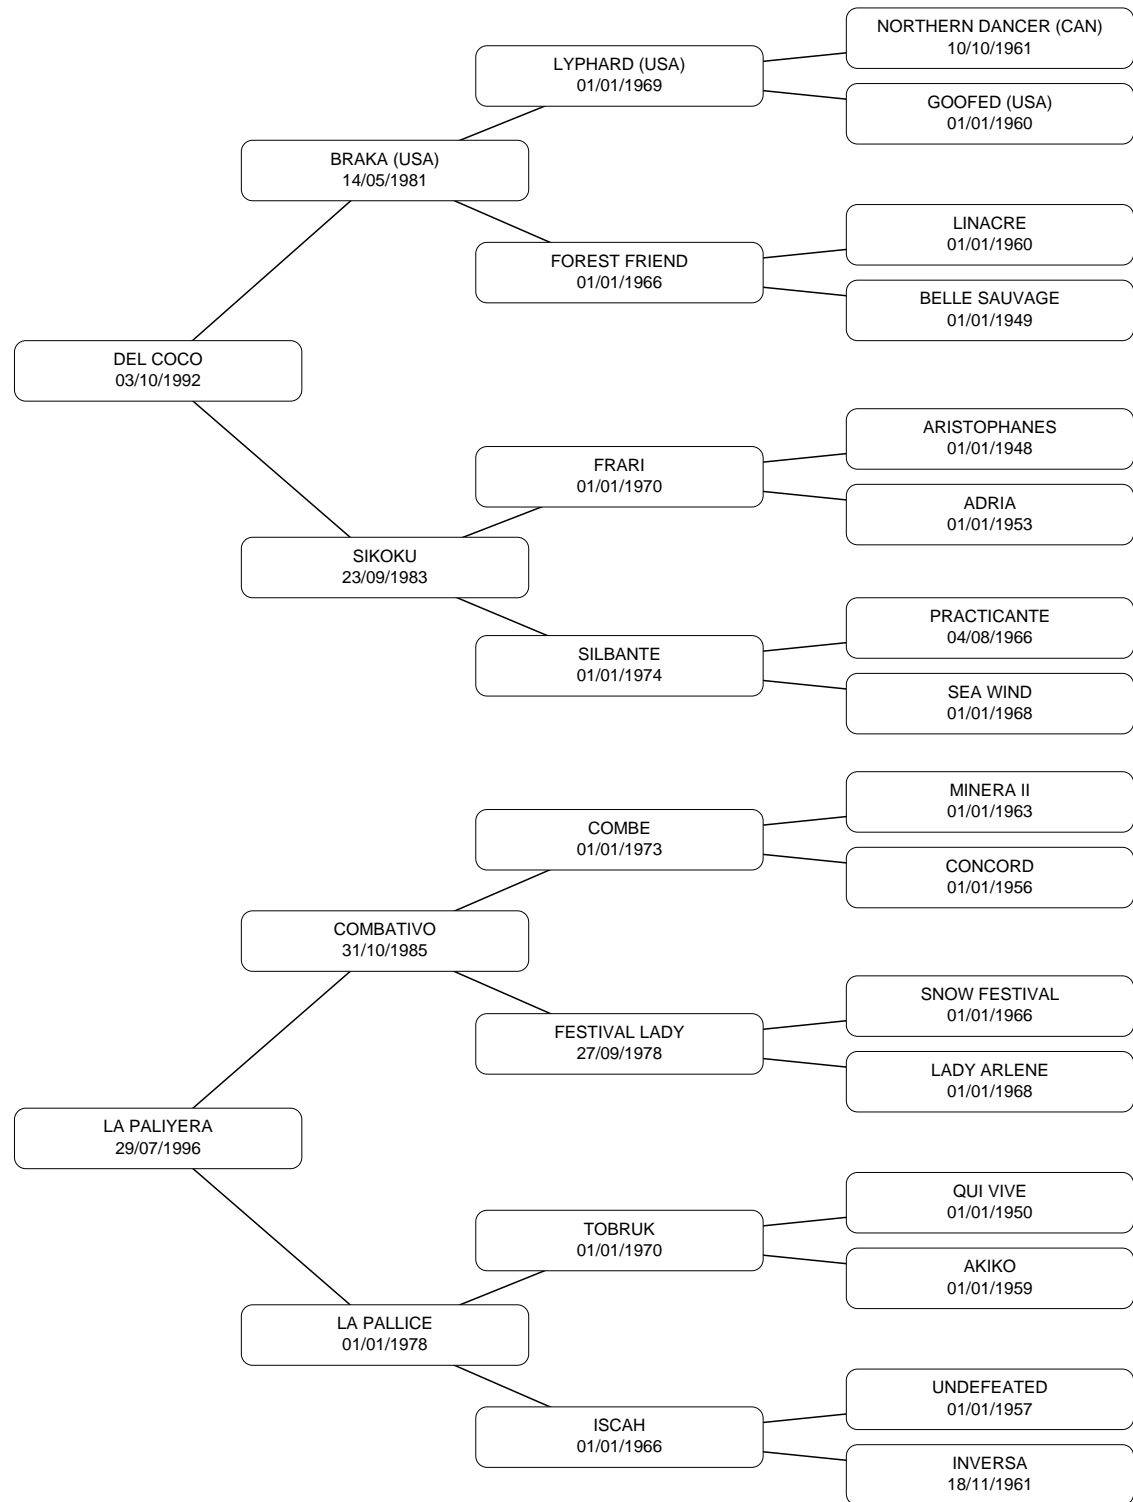 NORTHERN DANCER (CAN)
10/10/1961
LYPHARD (USA)
01/01/1969
GOOFED (USA)
01/01/1960
BRAKA (USA)
14/05/1981
LINACRE
01/01/1960
FOREST FRIEND
01/01/1966
BELLE SAUVAGE
01/01/1949
DEL COCO
03/10/1992
ARISTOPHANES
01/01/1948
FRARI
01/01/1970
ADRIA
01/01/1953
SIKOKU
23/09/1983
PRACTICANTE
04/08/1966
SILBANTE
01/01/1974
SEA WIND
01/01/1968
MINERA II
01/01/1963
COMBE
01/01/1973
CONCORD
01/01/1956
COMBATIVO
31/10/1985
SNOW FESTIVAL
01/01/1966
FESTIVAL LADY
27/09/1978
LADY ARLENE
01/01/1968
LA PALIYERA
29/07/1996
QUI VIVE
01/01/1950
TOBRUK
01/01/1970
AKIKO
01/01/1959
LA PALLICE
01/01/1978
UNDEFEATED
01/01/1957
ISCAH
01/01/1966
INVERSA
18/11/1961